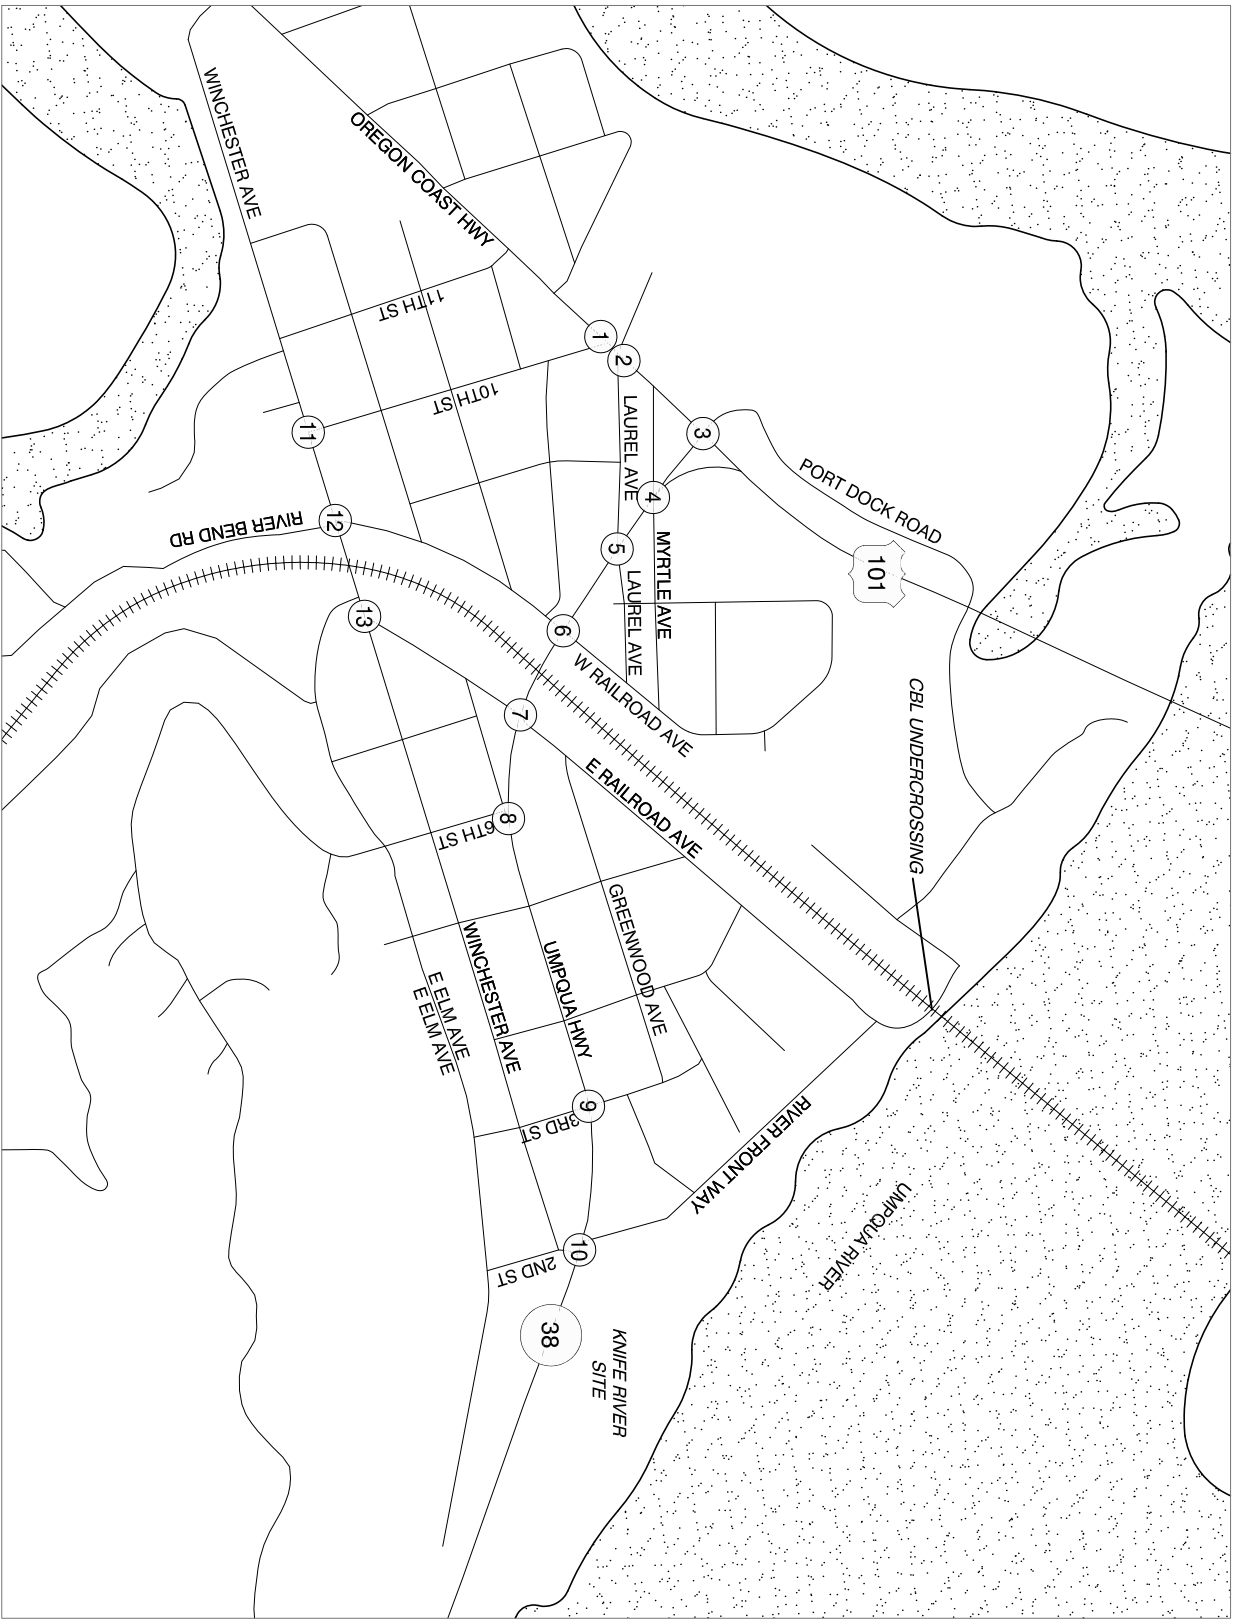 WINCHESTER AVE
OREGON COAST HWY
11TH ST
10TH ST
1
2
LAUREL AVE
3
PORT DOCK ROAD
11
4
12
RIVER BEND RD
5
MYRTLE AVE
101
LAUREL AVE
13
6
W RAILROAD AVE
7
CBL UNDERCROSSING
E RAILROAD AVE
8
6TH ST
GREENWOOD AVE
WINCHESTER AVE
UMPQUA HWY
E ELM AVE
E ELM AVE
9
3RD ST
RIVER FRONT WAY
UMPQUA RIVER
10
2ND ST
38
KNIFE RIVER
SITE